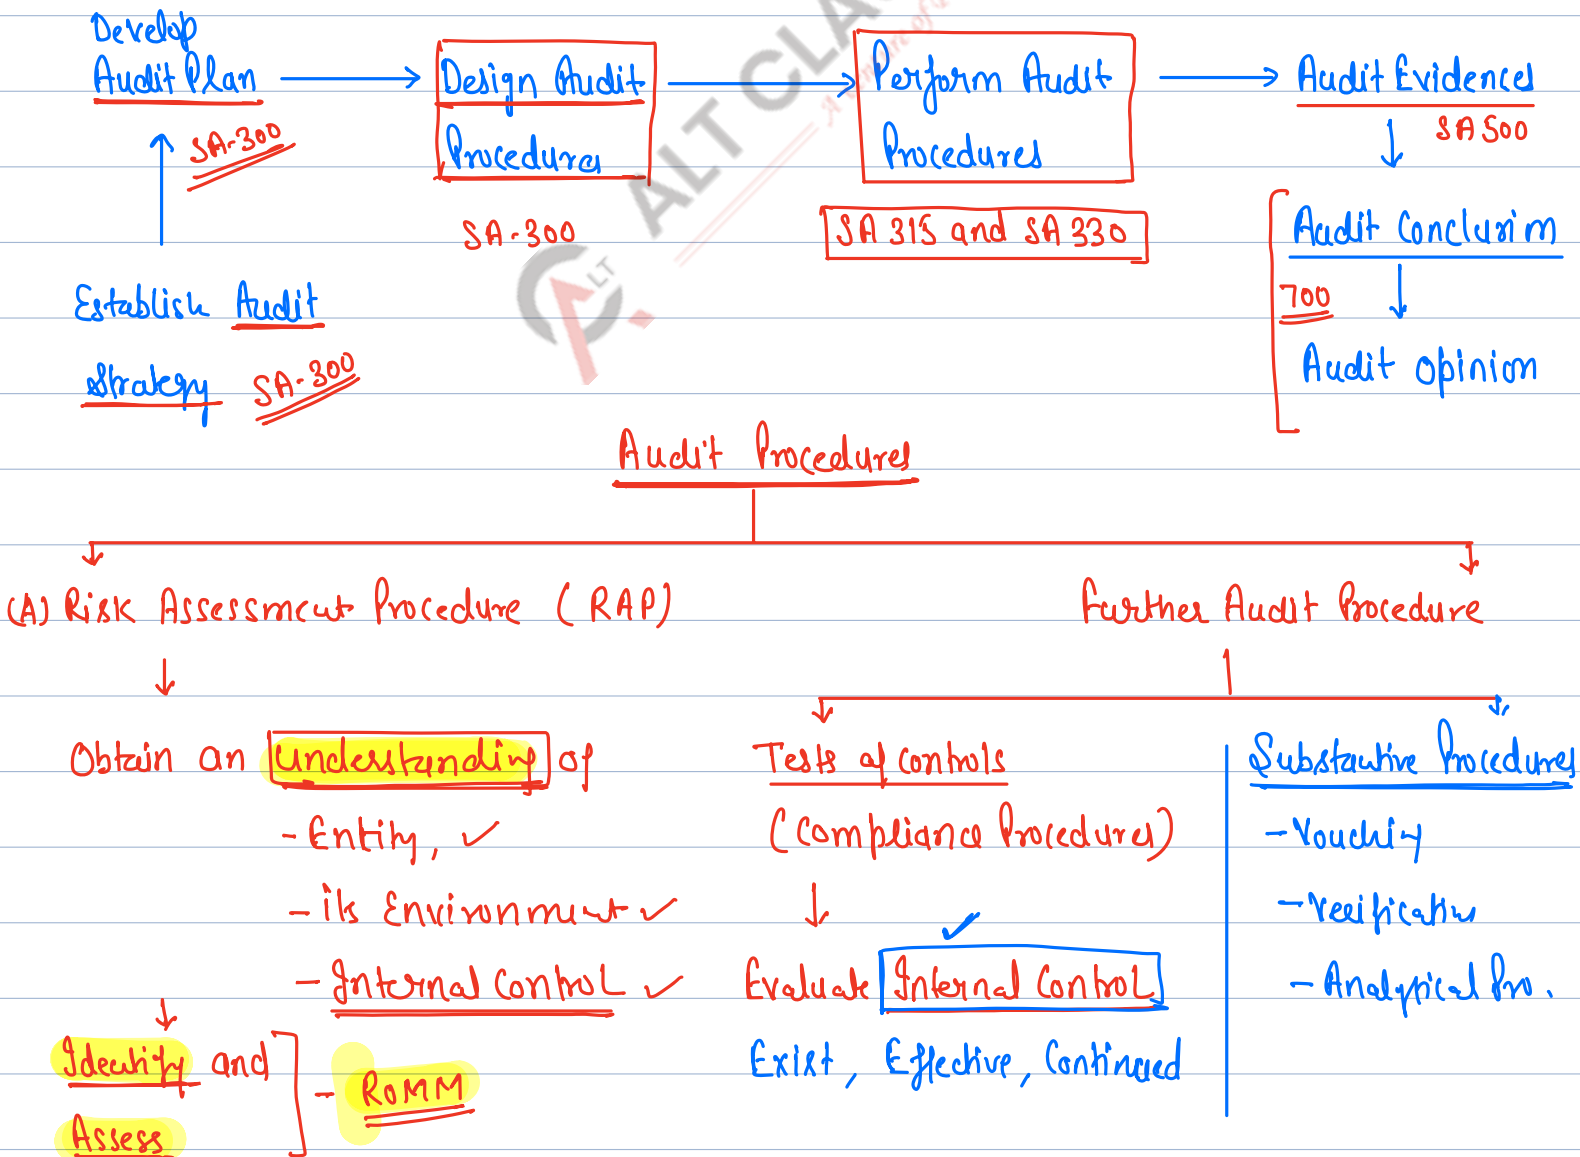 Develop
Audit Plan
SA-300
Design Audit
Procedures
SA-300
Perform Audit
Procedures
SA 315 and SA 330
Audit Evidences
SA 500
Audit Conclusion
700
Audit opinion
Establish Audit
Strategy SA-300
ALT CLA
LT
Audit Procedures
(A) Risk Assessment Procedure (RAP)
Further Audit Procedure
Obtain an understanding of
- Entity,
- its Environment
- Internal Control
Identify and
Assess
- RoMM
Tests of controls
(Compliance Procedures)
Evaluate Internal Control
Exist, Effective, Continued
Substantive Procedures
- Vouching
- Verification
- Analytical Pro.